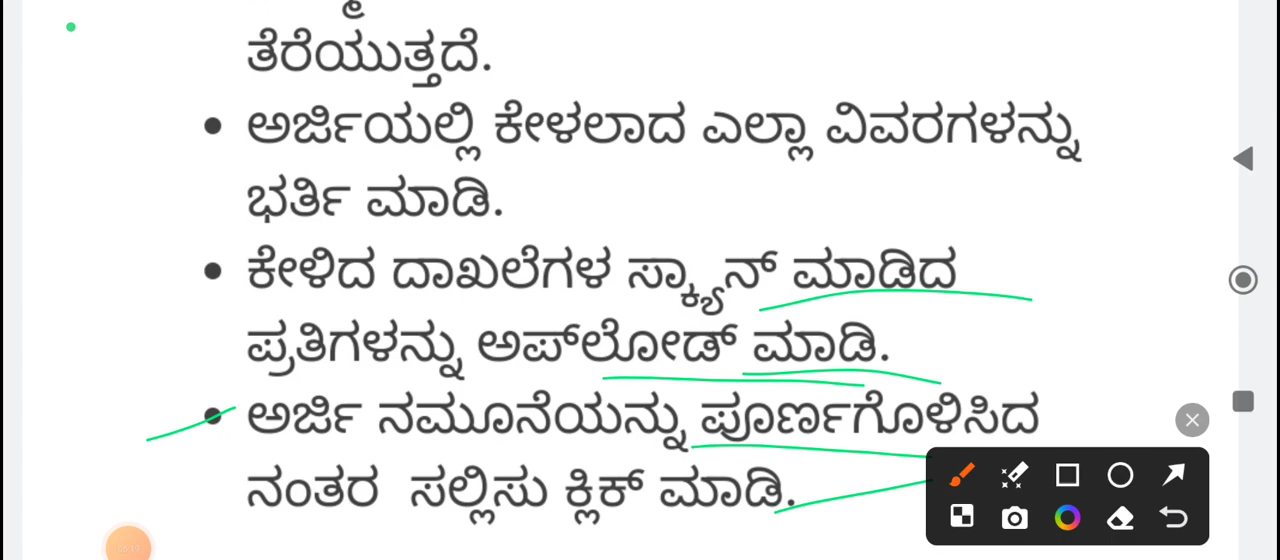 ತೆರೆಯುತ್ತದೆ.
• ಅರ್ಜಿಯಲ್ಲಿ ಕೇಳಲಾದ ಎಲ್ಲಾ ವಿವರಗಳನ್ನು
ಭರ್ತಿ ಮಾಡಿ.
• ಕೇಳಿದ ದಾಖಲೆಗಳ ಸ್ಕ್ಯಾನ್ ಮಾಡಿದ
ಪ್ರತಿಗಳನ್ನು ಅಪ್‌ಲೋಡ್ ಮಾಡಿ.
• ಅರ್ಜಿ ನಮೂನೆಯನ್ನು ಪೂರ್ಣಗೊಳಿಸಿದ
ನಂತರ ಸಲ್ಲಿಸು ಕ್ಲಿಕ್ ಮಾಡಿ.